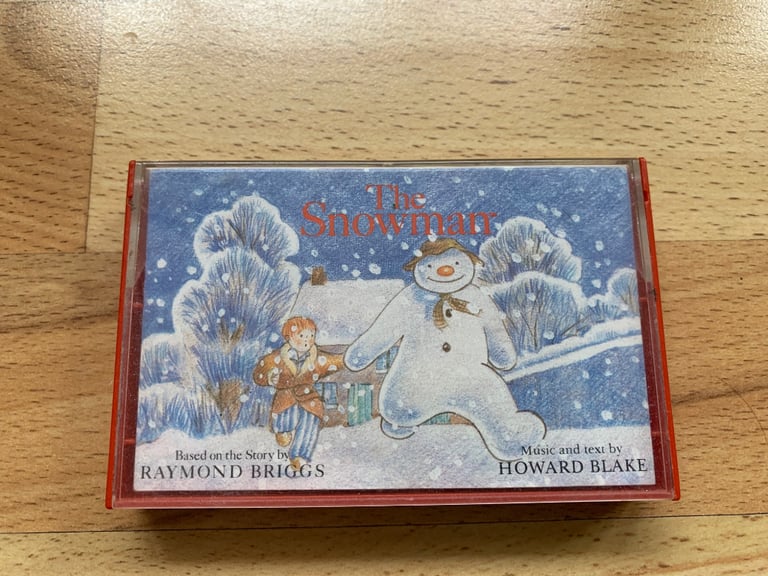 The
Snowman
Based on the Story by
RAYMOND BRIGGS
Music and text by
HOWARD BLAKE